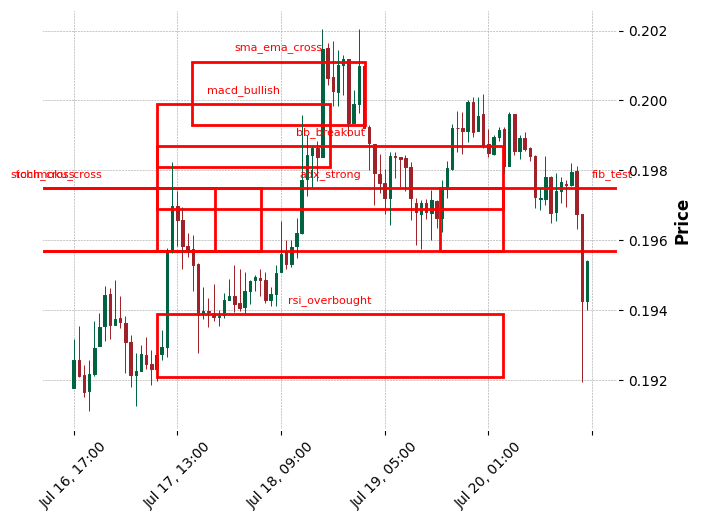 sma_ema_cross
macd_bullish
bb_breakout
adx_strong
fib_test
rsi_overbought
0.202
0.200
0.198
0.196
0.194
0.192
Price
Jul 16, 17:00
Jul 17, 13:00
Jul 18, 09:00
Jul 19, 05:00
Jul 20, 01:00